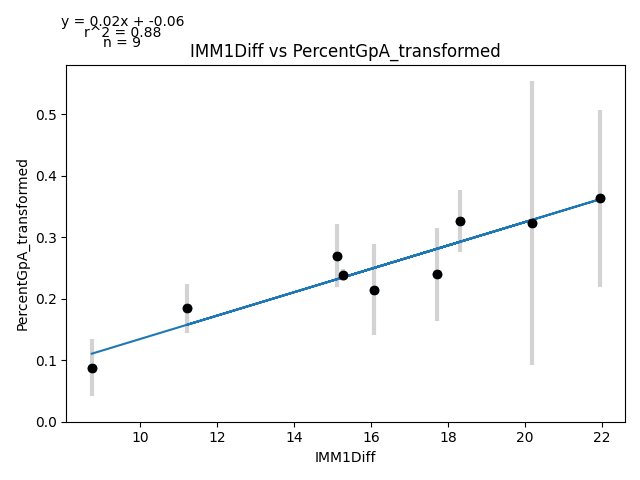 y = 0.02x + -0.06
r^2 = 0.88
n = 9
IMM1Diff vs PercentGpA_transformed
PercentGpA_transformed
0.5
0.4
0.3
0.2
0.1
0.0
10 12 14 16 18 20 22
IMM1Diff